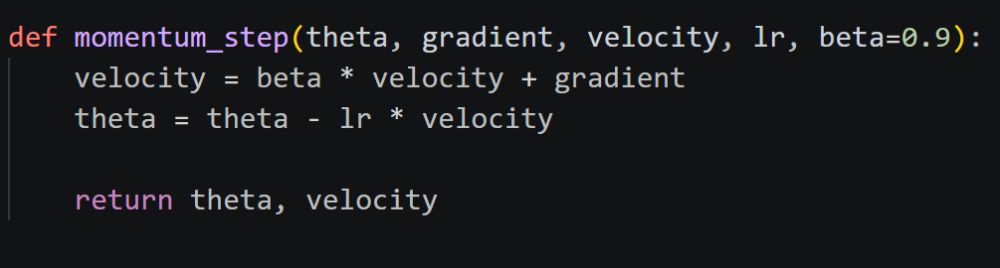 def momentum_step(theta, gradient, velocity, lr, beta=0.9):
    velocity = beta * velocity + gradient
    theta = theta - lr * velocity

    return theta, velocity